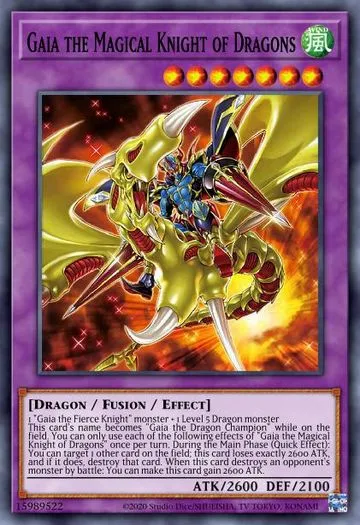 GAIA THE MAGICAL KNIGHT OF DRAGONS
WIND
風
[DRAGON / FUSION / EFFECT]
1 "Gaia the Fierce Knight" monster + 1 Level 5 Dragon monster
This card's name becomes "Gaia the Dragon Champion" while on the
field. You can only use each of the following effects of "Gaia the Magical
Knight of Dragons" once per turn. During the Main Phase (Quick Effect):
You can target 1 other card on the field; this card loses exactly 2600 ATK,
and if it does, destroy that card. When this card destroys an opponent's
monster by battle: You can make this card gain 2600 ATK.
ATK/2600 DEF/2100
15989522
©2020 Studio Dice/SHUEISHA, TV TOKYO, KONAMI